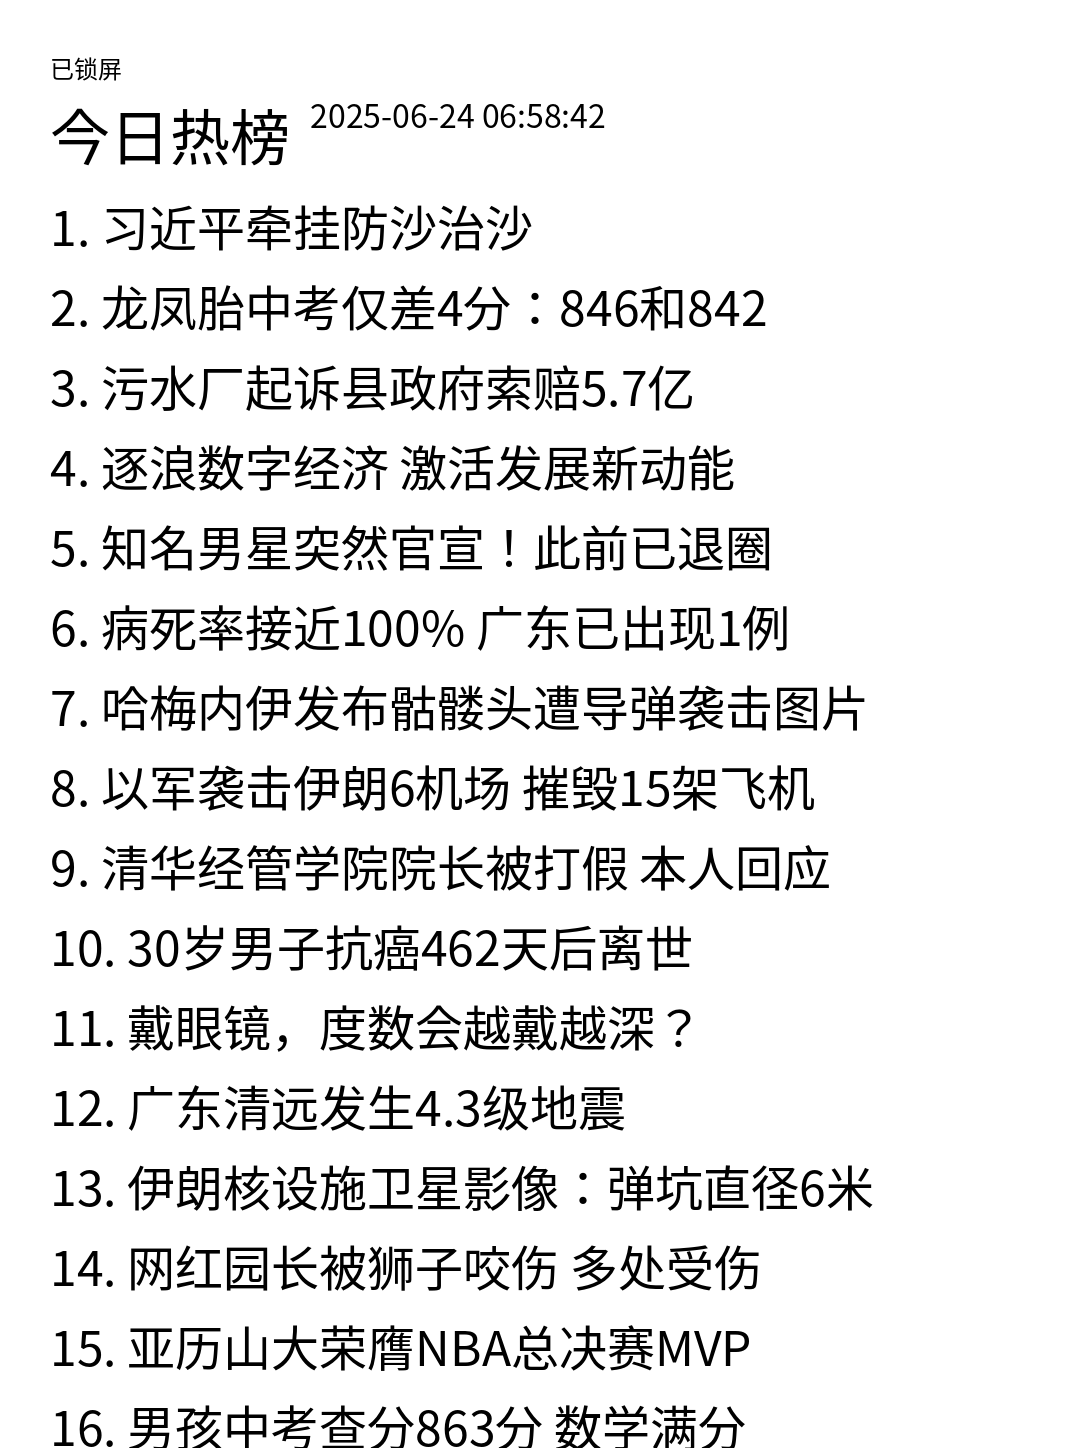 已锁屏
今日热榜 2025-06-24 06:58:42
1. 习近平牵挂防沙治沙
2. 龙凤胎中考仅差4分：846和842
3. 污水厂起诉县政府索赔5.7亿
4. 逐浪数字经济 激活发展新动能
5. 知名男星突然官宣！此前已退圈
6. 病死率接近100% 广东已出现1例
7. 哈梅内伊发布骷髅头遭导弹袭击图片
8. 以军袭击伊朗6机场 摧毁15架飞机
9. 清华经管学院院长被打假 本人回应
10. 30岁男子抗癌462天后离世
11. 戴眼镜，度数会越戴越深？
12. 广东清远发生4.3级地震
13. 伊朗核设施卫星影像：弹坑直径6米
14. 网红园长被狮子咬伤 多处受伤
15. 亚历山大荣膺NBA总决赛MVP
16. 男孩中考查分863分 数学满分